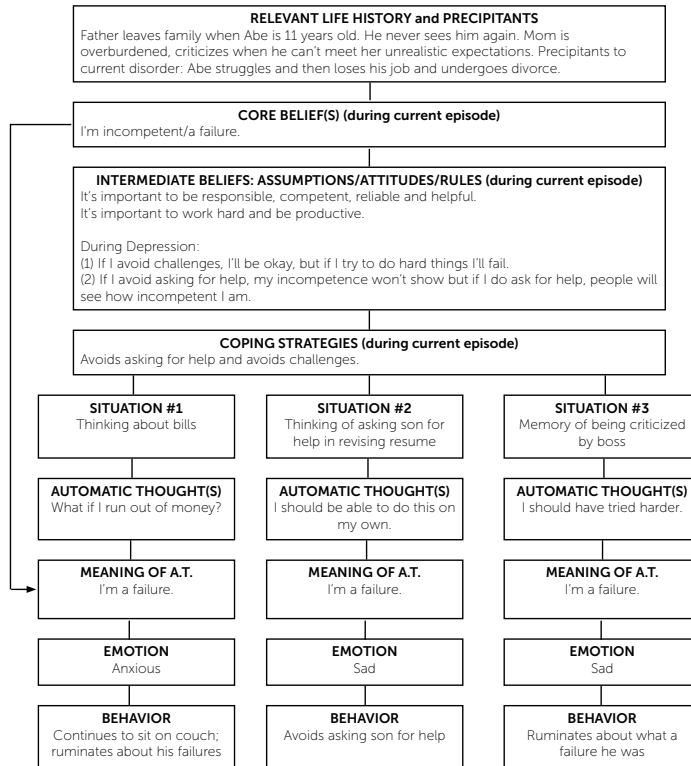 RELEVANT LIFE HISTORY and PRECIPITANTS
Father leaves family when Abe is 11 years old. He never sees him again. Mom is
overburdened, criticizes when he can't meet her unrealistic expectations. Precipitants to
current disorder: Abe struggles and then loses his job and undergoes divorce.
CORE BELIEF(S) (during current episode)
I'm incompetent/a failure.
INTERMEDIATE BELIEFS: ASSUMPTIONS/ATTITUDES/RULES (during current episode)
It's important to be responsible, competent, reliable and helpful.
It's important to work hard and be productive.
During Depression:
(1) If I avoid challenges, I'll be okay, but if I try to do hard things I'll fail.
(2) If I avoid asking for help, my incompetence won't show but if I do ask for help, people will
see how incompetent I am.
COPING STRATEGIES (during current episode)
Avoids asking for help and avoids challenges.
SITUATION #1
Thinking about bills
SITUATION #2
Thinking of asking son for
help in revising resume
SITUATION #3
Memory of being criticized
by boss
AUTOMATIC THOUGHT(S)
What if I run out of money?
AUTOMATIC THOUGHT(S)
I should be able to do this on
my own.
AUTOMATIC THOUGHT(S)
I should have tried harder.
MEANING OF A.T.
I'm a failure.
MEANING OF A.T.
I'm a failure.
MEANING OF A.T.
I'm a failure.
EMOTION
Anxious
EMOTION
Sad
EMOTION
Sad
BEHAVIOR
Continues to sit on couch;
ruminates about his failures
BEHAVIOR
Avoids asking son for help
BEHAVIOR
Ruminates about what a
failure he was